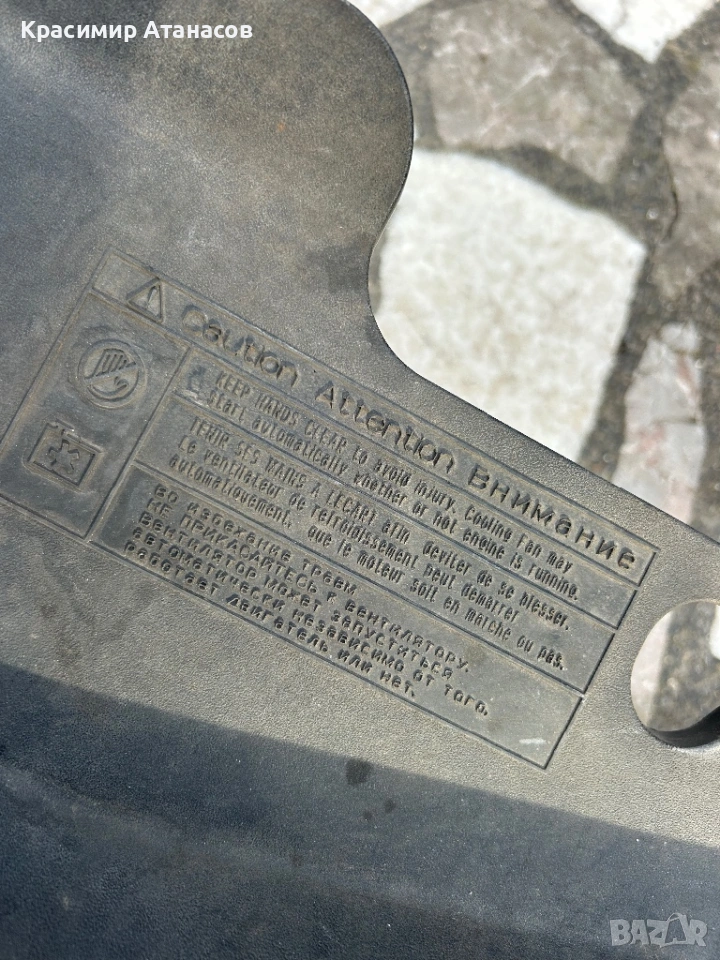 Красимир Атанасов
Caution Attention Внимание
KEEP HANDS CLEAR to avoid injury. Cooling fan may
start automatically whether or not engine is running.
TENIR SES MAINS A L'ECART afin d'eviter de se blesser.
Le ventilateur de refroidissement peut demarrer
automatiquement, que le moteur soit en marche ou pas.
ВО ИЗБЕЖАНИЕ ТРАВМ
НЕ ПРИКАСАЙТЕСЬ К ВЕНТИЛЯТОРУ.
ВЕНТИЛЯТОР МОЖЕТ ЗАПУСТИТЬСЯ
АВТОМАТИЧЕСКИ НЕЗАВИСИМО ОТ ТОГО,
РАБОТАЕТ ДВИГАТЕЛЬ ИЛИ НЕТ.
BAZAR